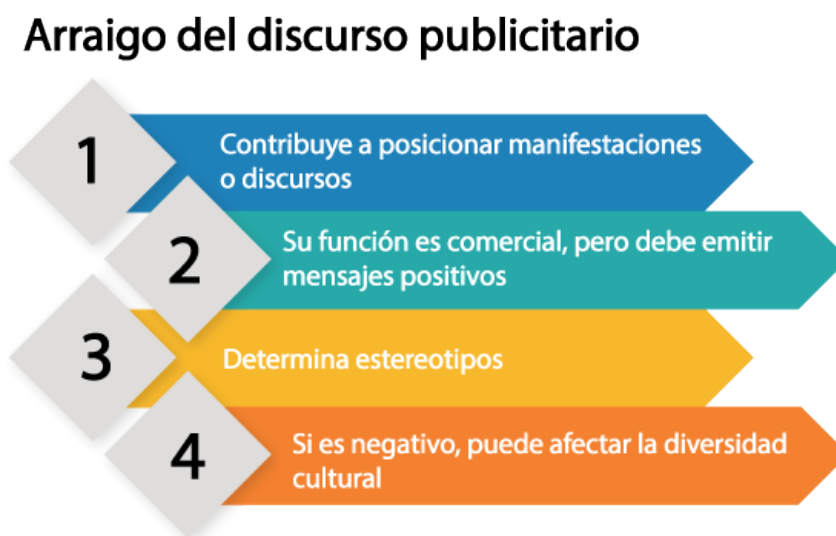 Arraigo del discurso publicitario
1
Contribuye a posicionar manifestaciones
o discursos
2
Su función es comercial, pero debe emitir
mensajes positivos
3
Determina estereotipos
4
Si es negativo, puede afectar la diversidad
cultural